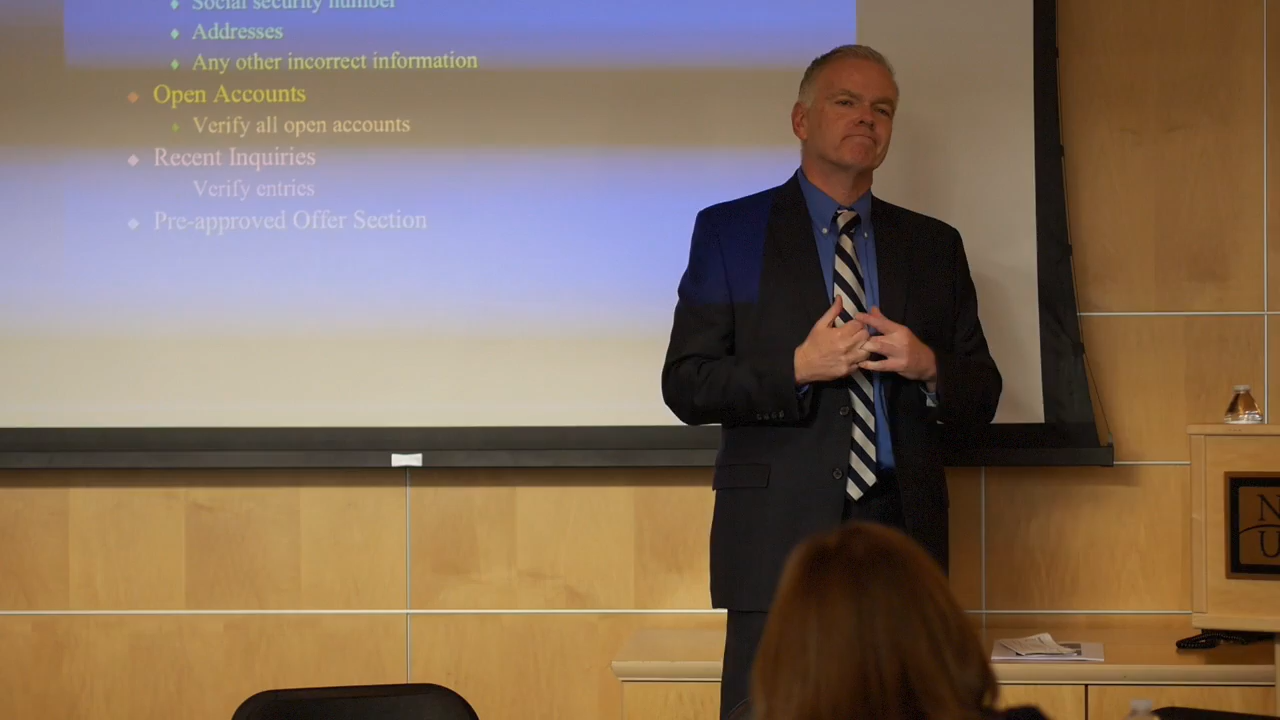 Social security number
Addresses
Any other incorrect information
Open Accounts
Verify all open accounts
Recent Inquiries
Verify entries
Pre-approved Offer Section
N
U